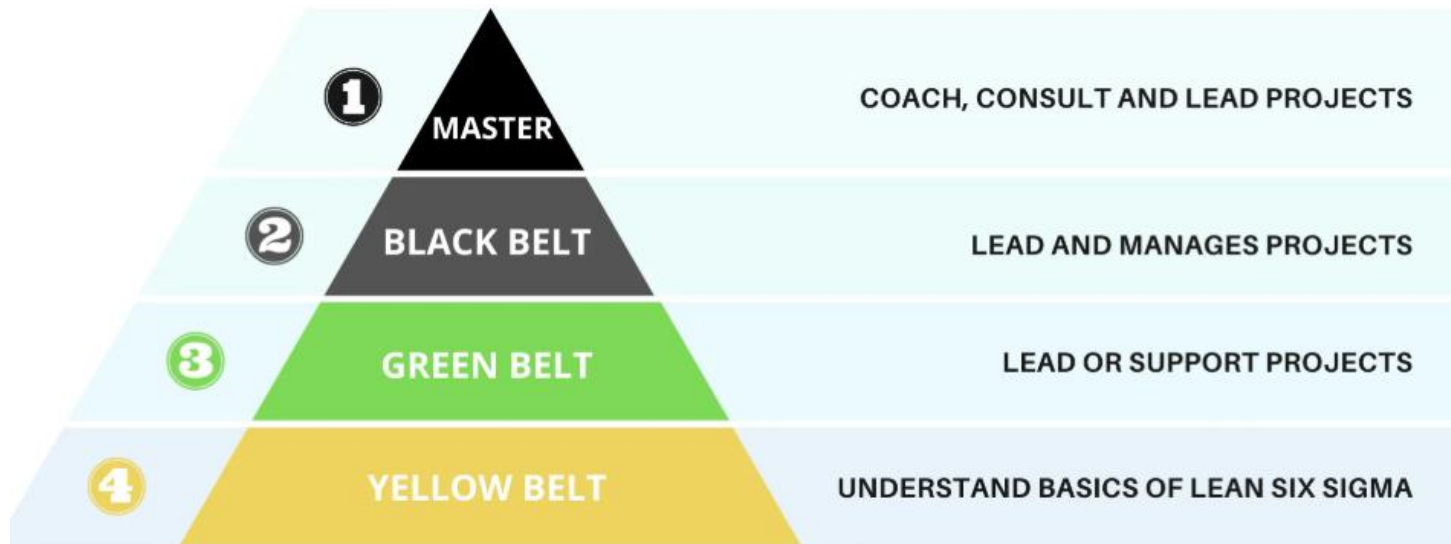 1
MASTER
COACH, CONSULT AND LEAD PROJECTS
2
BLACK BELT
LEAD AND MANAGES PROJECTS
3
GREEN BELT
LEAD OR SUPPORT PROJECTS
4
YELLOW BELT
UNDERSTAND BASICS OF LEAN SIX SIGMA